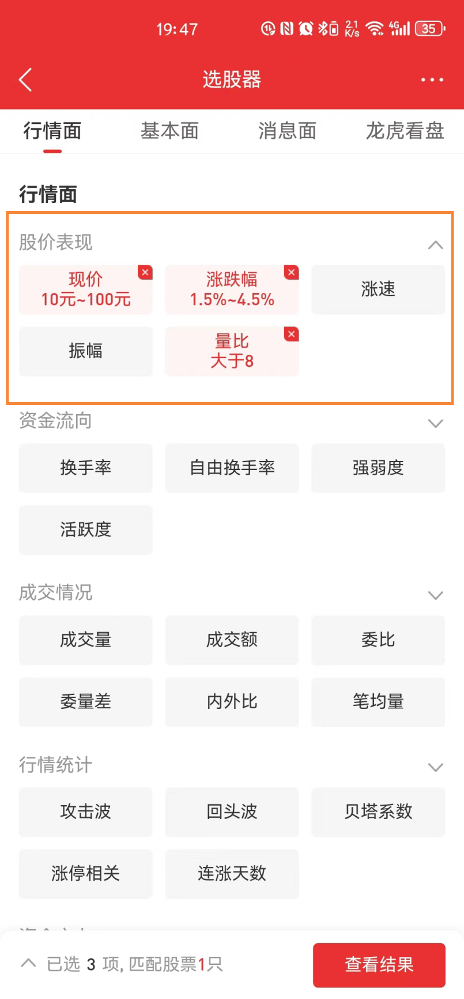 19:47
2.1
K/s
4G
35
选股器
行情面
基本面
消息面
龙虎看盘
行情面
股价表现
现价
10元~100元
涨跌幅
1.5%~4.5%
涨速
振幅
量比
大于8
资金流向
换手率
自由换手率
强弱度
活跃度
成交情况
成交量
成交额
委比
委量差
内外比
笔均量
行情统计
攻击波
回头波
贝塔系数
涨停相关
连涨天数
已选 3 项, 匹配股票1只
查看结果